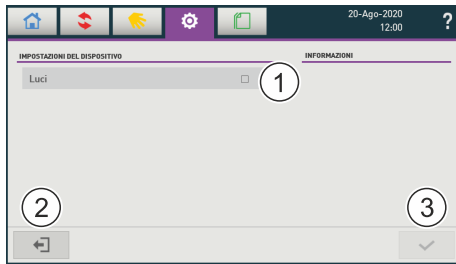 20-Ago-2020
12:00
?
IMPOSTAZIONI DEL DISPOSITIVO
INFORMAZIONI
Luci
1
2
3